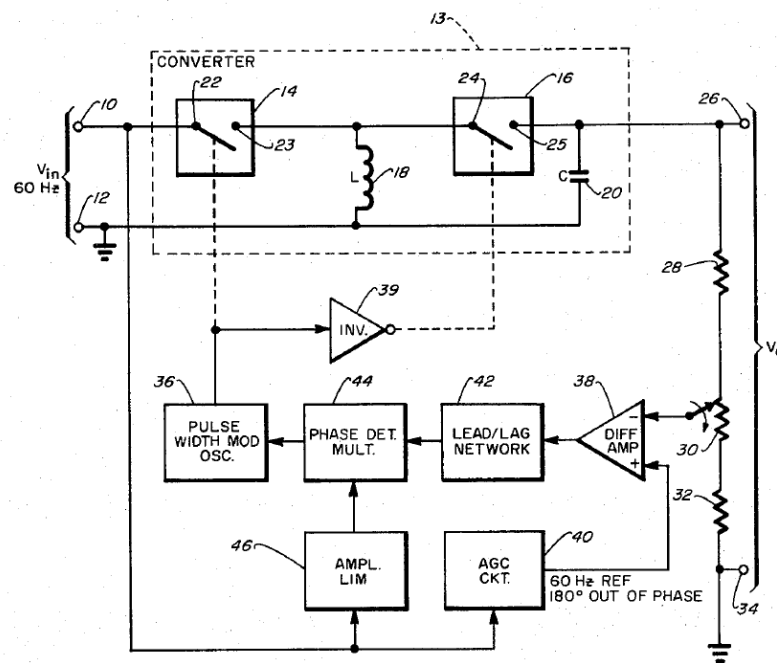 13
CONVERTER
22
14
24
16
10
23
25
26
V in
60 Hz
L
18
C
20
12
28
39
INV.
36
44
42
38
PULSE
WIDTH MOD
OSC.
PHASE DET.
MULT.
LEAD/LAG
NETWORK
DIFF
AMP
−
+
30
32
46
AMPL.
LIM
AGC
CKT.
40
60 Hz REF
180° OUT OF PHASE
34